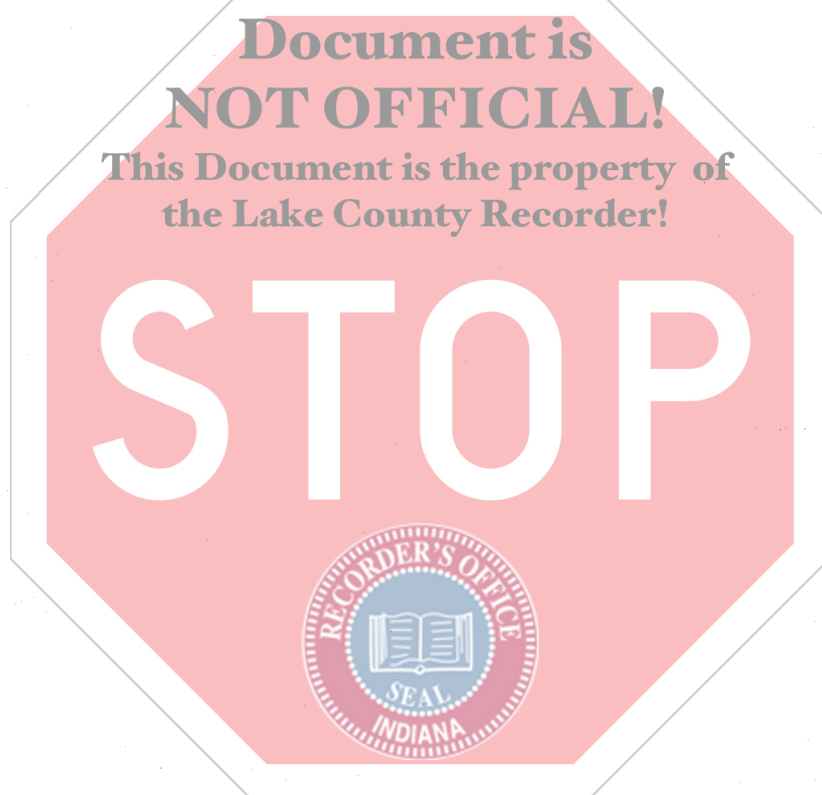 Document is
NOT OFFICIAL!
This Document is the property of
the Lake County Recorder!
STOP
RECORDER'S OFFICE
SEAL
INDIANA